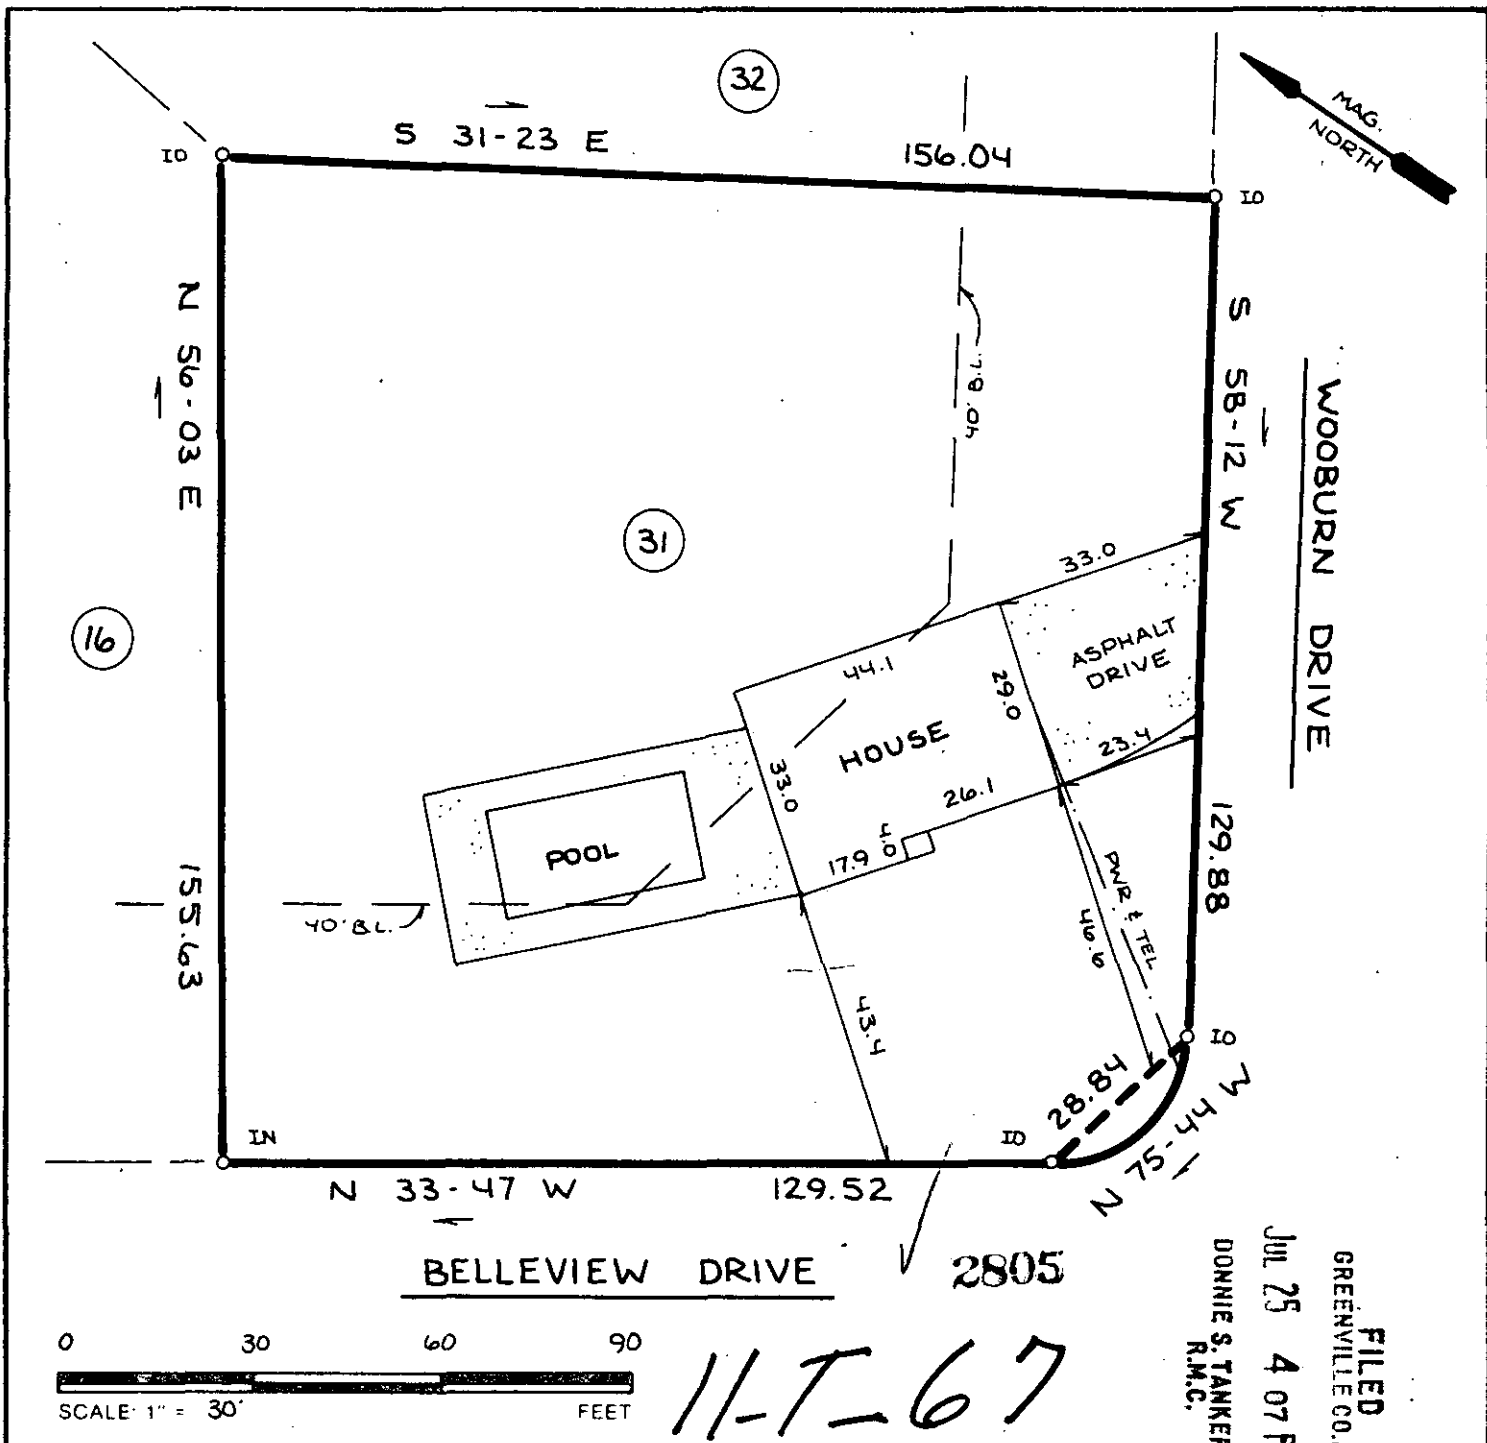 32
MAG.
NORTH
IO
S 31-23 E
156.04
IO
N 56-03 E
155.63
S 58-12 W
129.88
WOOBURN DRIVE
40' B.L.
31
16
33.0
ASPHALT
DRIVE
44.1
29.0
HOUSE
23.4
33.0
26.1
4.0
17.9
POOL
40' B.L.
PWR & TEL
46.6
43.4
IO
28.84
N 75-44 W
IN
IO
N 33-47 W
129.52
BELLEVIEW DRIVE
2805
0 30 60 90
SCALE: 1" = 30'
FEET
11-T-67
FILED
GREENVILLE CO.
JUL 25 4 07
DONNIE S.
R.M.C.